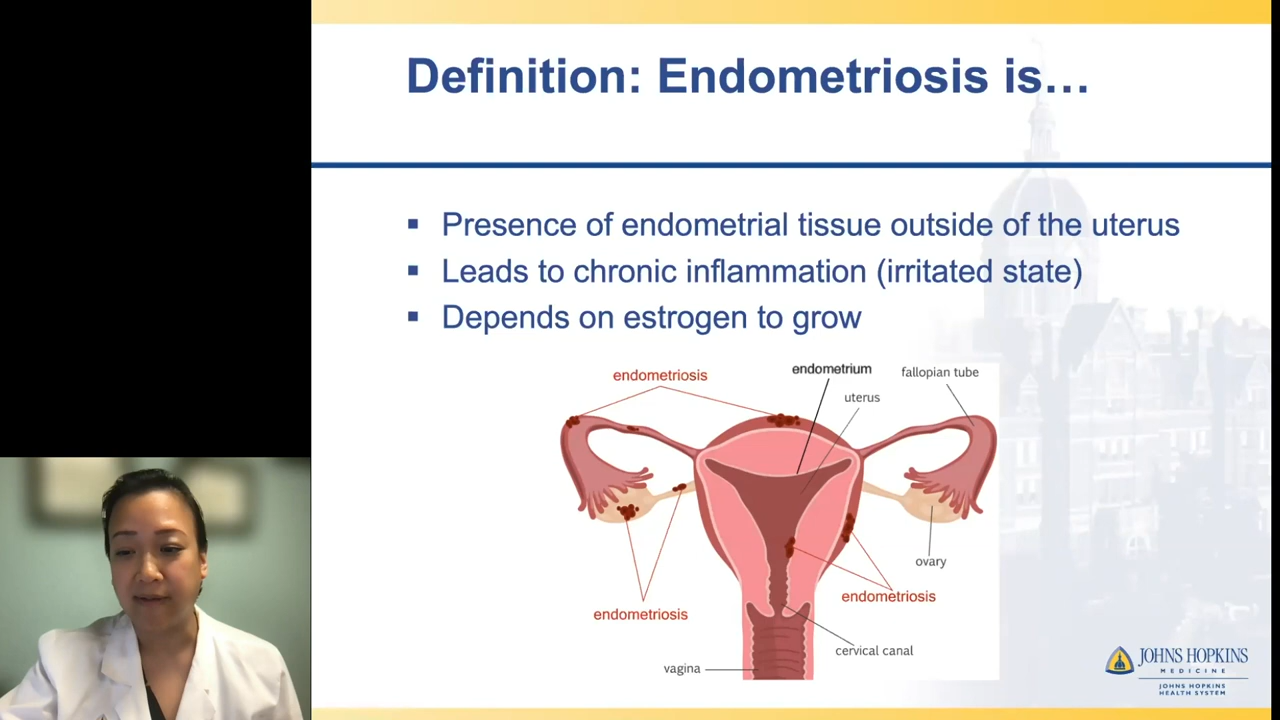 Definition: Endometriosis is…
▪ Presence of endometrial tissue outside of the uterus
▪ Leads to chronic inflammation (irritated state)
▪ Depends on estrogen to grow
endometriosis
endometrium
fallopian tube
uterus
ovary
endometriosis
endometriosis
cervical canal
vagina
JOHNS HOPKINS
MEDICINE
JOHNS HOPKINS
HEALTH SYSTEM